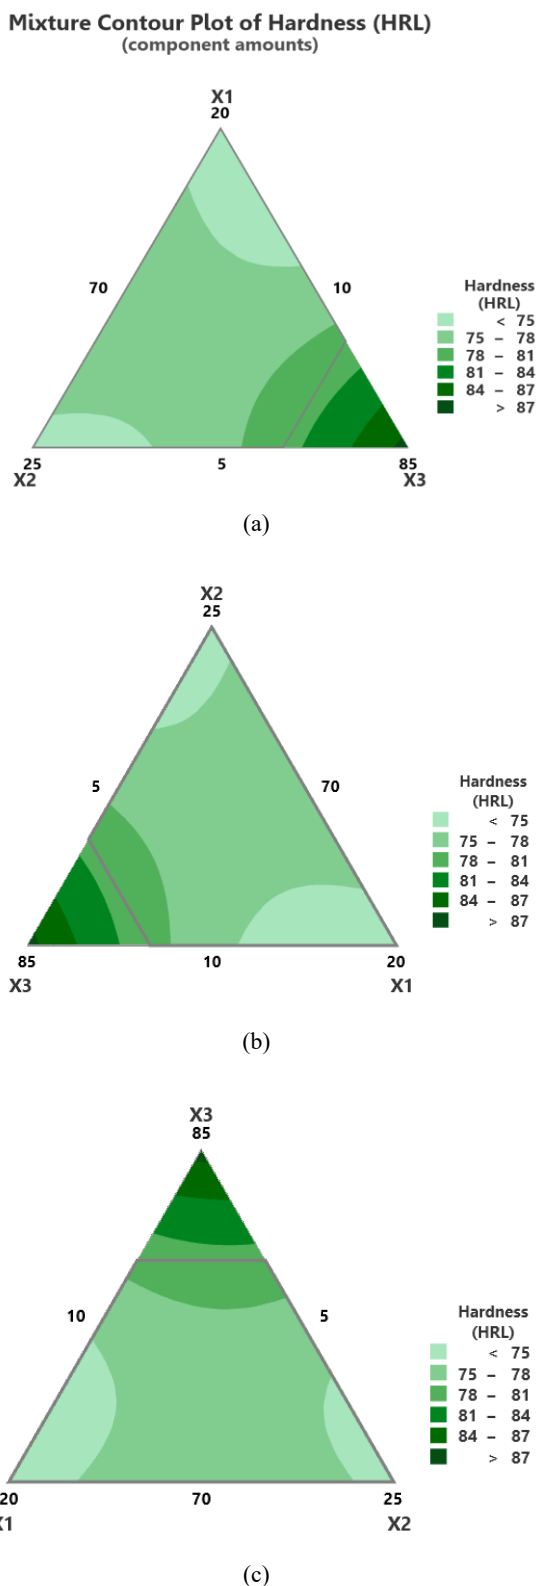 Mixture Contour Plot of Hardness (HRL)
(component amounts)
X1
20
70
10
Hardness
(HRL)
< 75
75 – 78
78 – 81
81 – 84
84 – 87
> 87
25
5
85
X2
X3
(a)
X2
25
5
70
Hardness
(HRL)
< 75
75 – 78
78 – 81
81 – 84
84 – 87
> 87
85
10
20
X3
X1
(b)
X3
85
10
5
Hardness
(HRL)
< 75
75 – 78
78 – 81
81 – 84
84 – 87
> 87
20
70
25
X1
X2
(c)